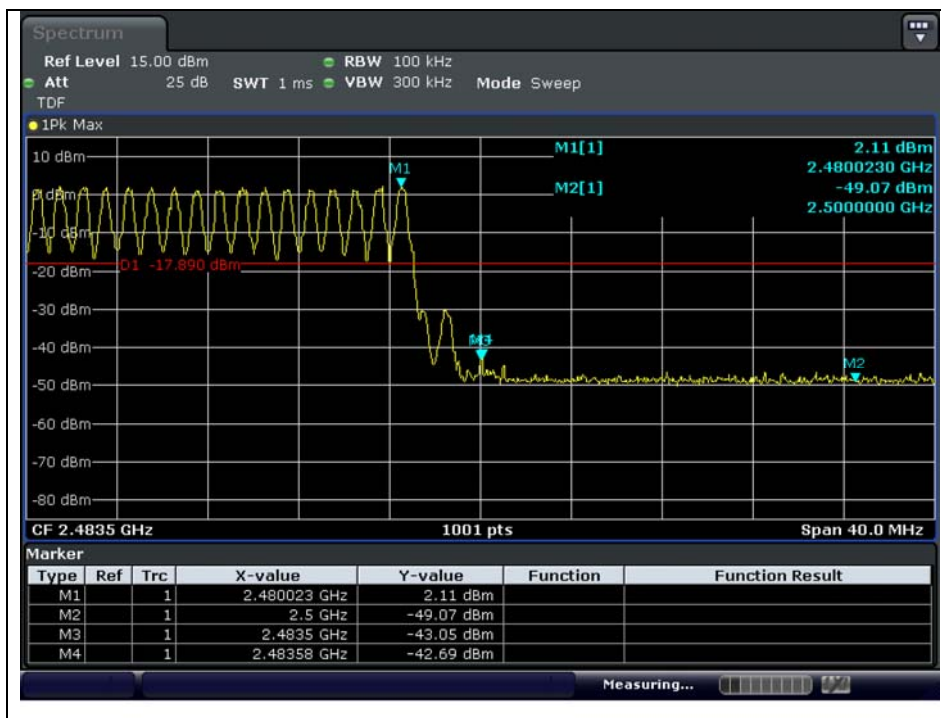 Spectrum
Ref Level 15.00 dBm RBW 100 kHz
Att 25 dB SWT 1 ms VBW 300 kHz Mode Sweep
TDF
1Pk Max
M1[1] 2.11 dBm
2.4800230 GHz
M2[1] -49.07 dBm
2.5000000 GHz
10 dBm
M1
0 dBm
-10 dBm
D1 -17.890 dBm
-20 dBm
-30 dBm
-40 dBm
M2
-50 dBm
-60 dBm
-70 dBm
-80 dBm
CF 2.4835 GHz 1001 pts Span 40.0 MHz
Marker
Type Ref Trc X-value Y-value Function Function Result
M1 1 2.480023 GHz 2.11 dBm
M2 1 2.5 GHz -49.07 dBm
M3 1 2.4835 GHz -43.05 dBm
M4 1 2.48358 GHz -42.69 dBm
Measuring...